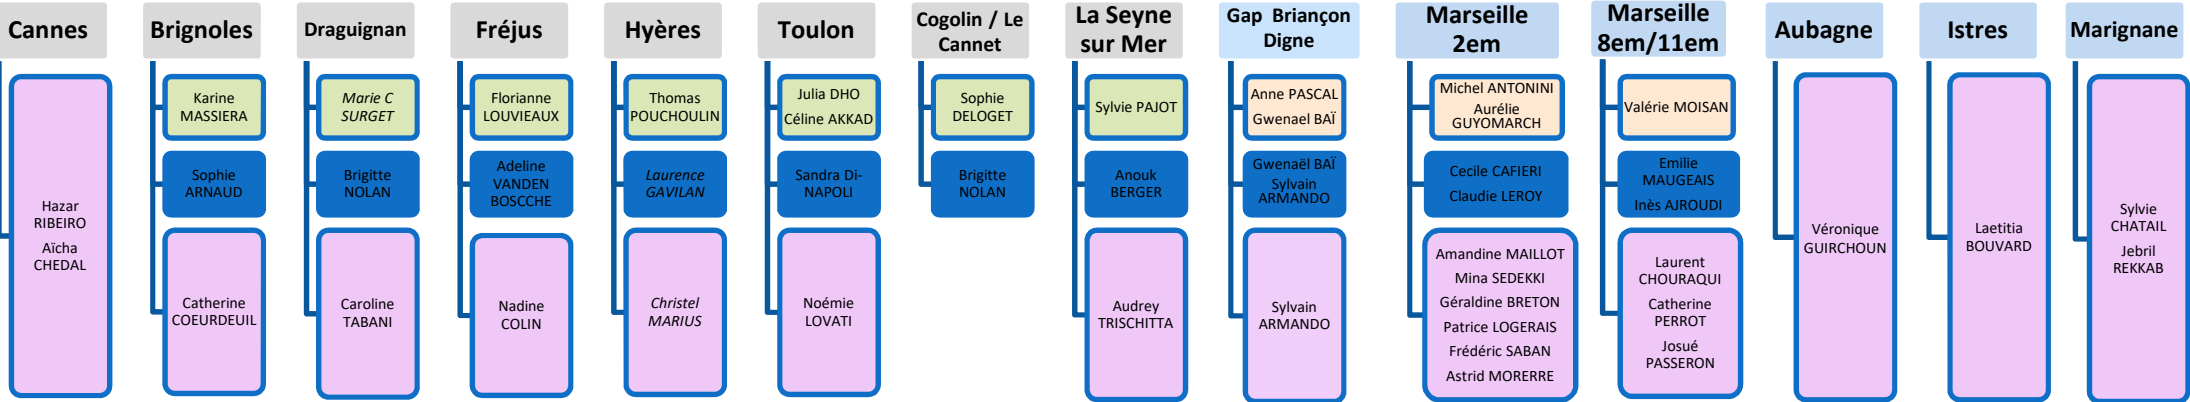 Cannes
Hazar
RIBEIRO
Aïcha
CHEDAL
Brignoles
Karine
MASSIERA
Sophie
ARNAUD
Catherine
COEURDEUIL
Draguignan
Marie C
SURGET
Brigitte
NOLAN
Caroline
TABANI
Fréjus
Florianne
LOUVIEAUX
Adeline
VANDEN
BOSCCHE
Nadine
COLIN
Hyères
Thomas
POUCHOULIN
Laurence
GAVILAN
Christel
MARIUS
Toulon
Julia DHO
Céline AKKAD
Sandra Di-
NAPOLI
Noémie
LOVATI
Cogolin / Le
Cannet
Sophie
DELOGET
Brigitte
NOLAN
La Seyne
sur Mer
Sylvie PAJOT
Anouk
BERGER
Audrey
TRISCHITTA
Gap Briançon
Digne
Anne PASCAL
Gwenael BAÏ
Gwenaël BAÏ
Sylvain
ARMANDO
Sylvain
ARMANDO
Marseille
2em
Michel ANTONINI
Aurélie
GUYOMARCH
Cecile CAFIERI
Claudie LEROY
Amandine MAILLOT
Mina SEDEKKI
Géraldine BRETON
Patrice LOGERAIS
Frédéric SABAN
Astrid MORERRE
Marseille
8em/11em
Valérie MOISAN
Emilie
MAUGEAIS
Inès AJROUDI
Laurent
CHOURAQUI
Catherine
PERROT
Josué
PASSERON
Aubagne
Véronique
GUIRCHOUN
Istres
Laetitia
BOUVARD
Marignane
Sylvie
CHATAIL
Jebril
REKKAB